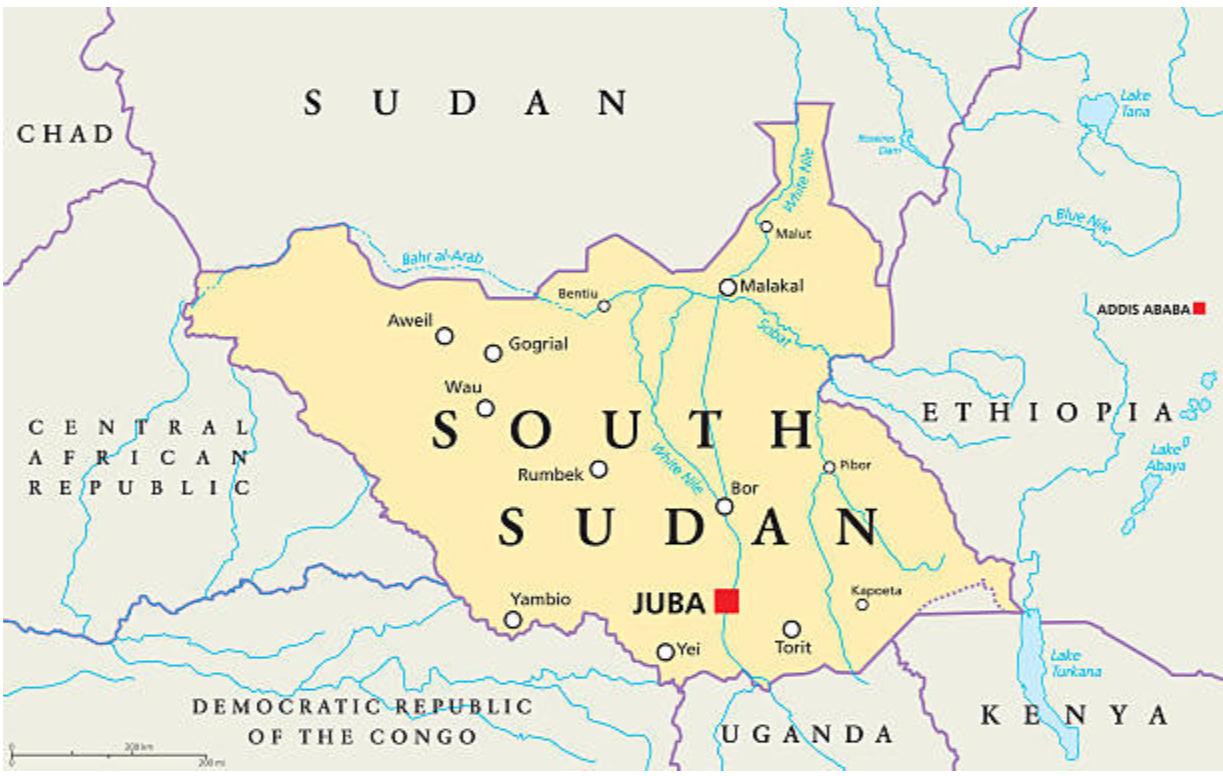 SUDAN
CHAD
Lake
Tana
Roseires
Dam
White Nile
Blue Nile
Malut
Bahr al-Arab
Malakal
Bentiu
ADDIS ABABA
Aweil
Gogrial
Sobat
Wau
CENTRAL
AFRICAN
REPUBLIC
SOUTH
ETHIOPIA
Lake
Abaya
Rumbek
White Nile
Pibor
Bor
SUDAN
JUBA
Kapoeta
Yambio
Torit
Yei
Lake
Turkana
DEMOCRATIC REPUBLIC
OF THE CONGO
UGANDA
KENYA
0 200 km
0 200 mi